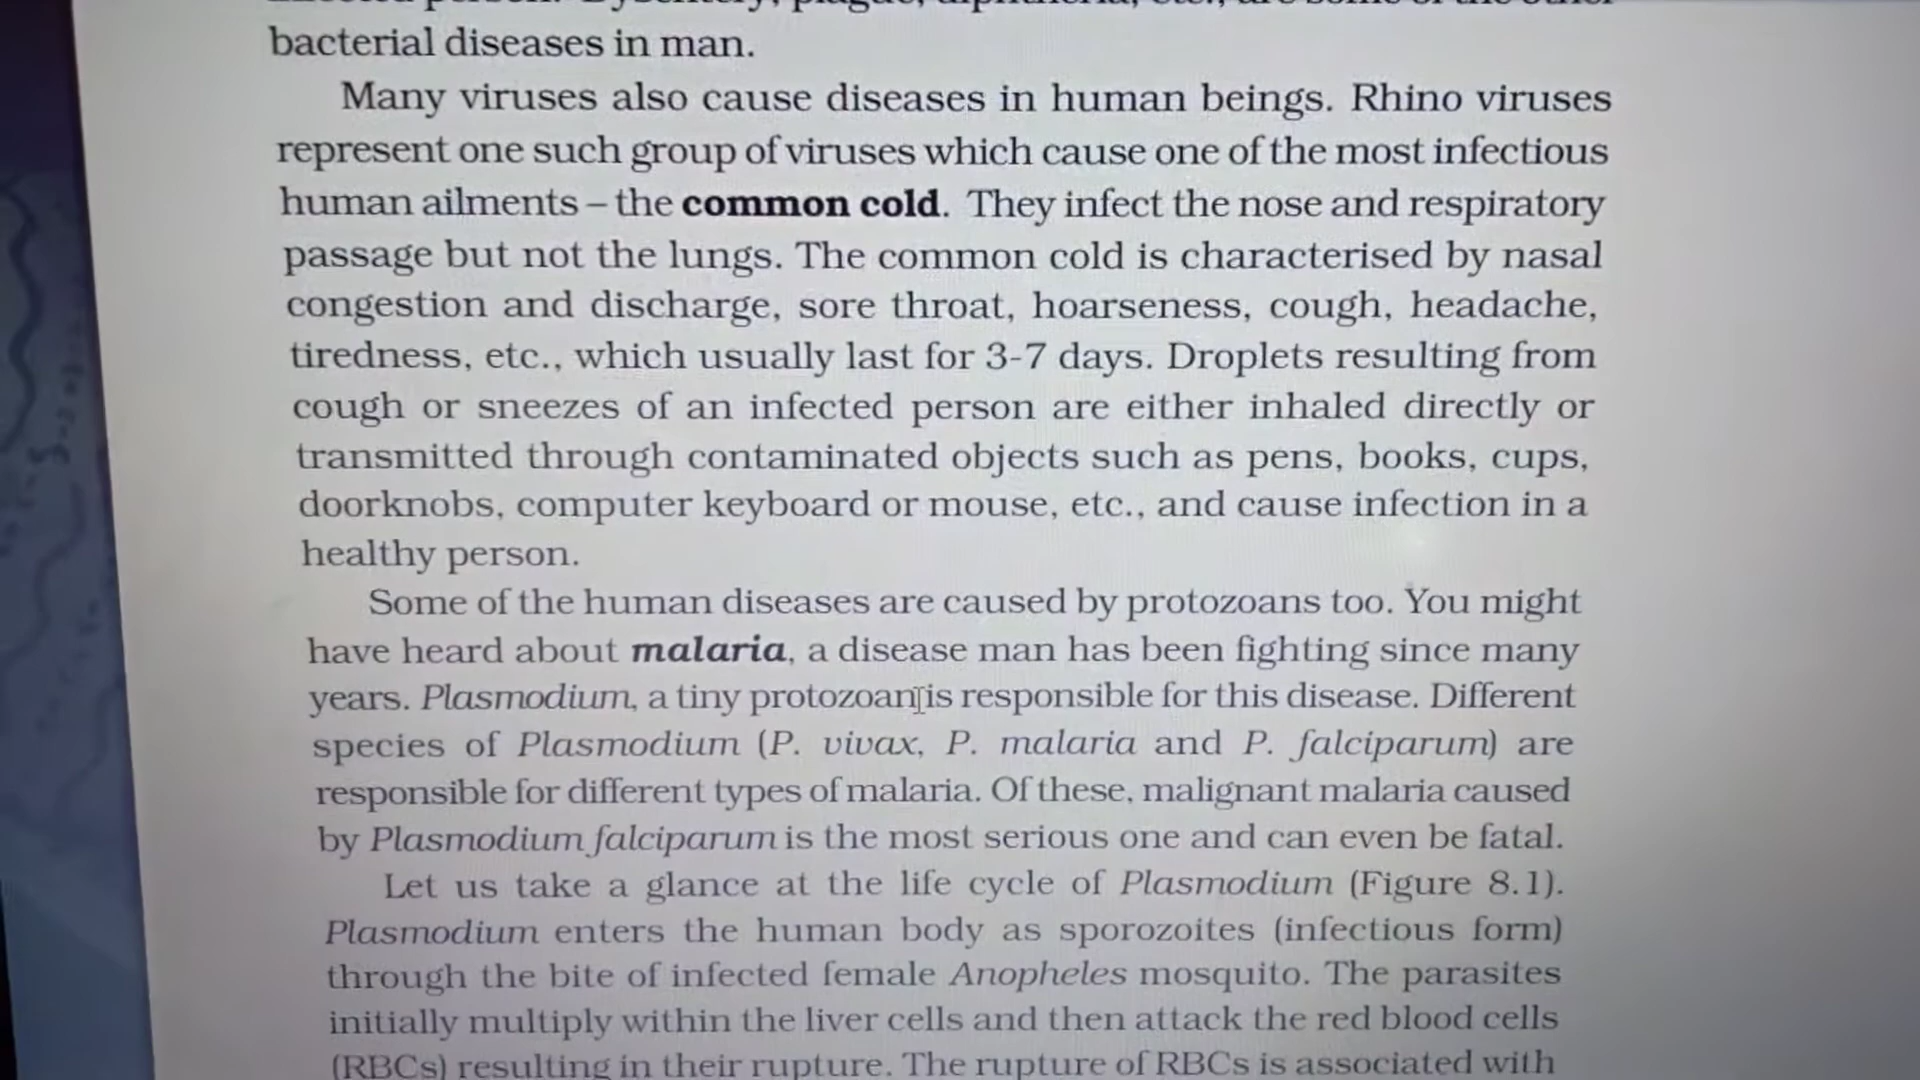 bacterial diseases in man.
Many viruses also cause diseases in human beings. Rhino viruses
represent one such group of viruses which cause one of the most infectious
human ailments – the common cold. They infect the nose and respiratory
passage but not the lungs. The common cold is characterised by nasal
congestion and discharge, sore throat, hoarseness, cough, headache,
tiredness, etc., which usually last for 3-7 days. Droplets resulting from
cough or sneezes of an infected person are either inhaled directly or
transmitted through contaminated objects such as pens, books, cups,
doorknobs, computer keyboard or mouse, etc., and cause infection in a
healthy person.
Some of the human diseases are caused by protozoans too. You might
have heard about malaria, a disease man has been fighting since many
years. Plasmodium, a tiny protozoan is responsible for this disease. Different
species of Plasmodium (P. vivax, P. malaria and P. falciparum) are
responsible for different types of malaria. Of these, malignant malaria caused
by Plasmodium falciparum is the most serious one and can even be fatal.
Let us take a glance at the life cycle of Plasmodium (Figure 8.1).
Plasmodium enters the human body as sporozoites (infectious form)
through the bite of infected female Anopheles mosquito. The parasites
initially multiply within the liver cells and then attack the red blood cells
(RBCs) resulting in their rupture. The rupture of RBCs is associated with